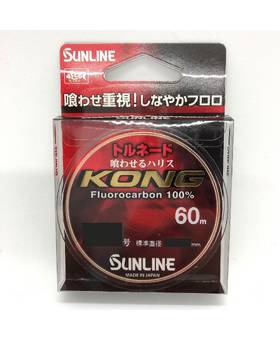 SUNLINE
喰わせ重視！しなやかフロロ
トルネード
喰わせるハリス
KONG
Fluorocarbon 100%
60m
号 標準直径 mm
SUNLINE
MADE IN JAPAN